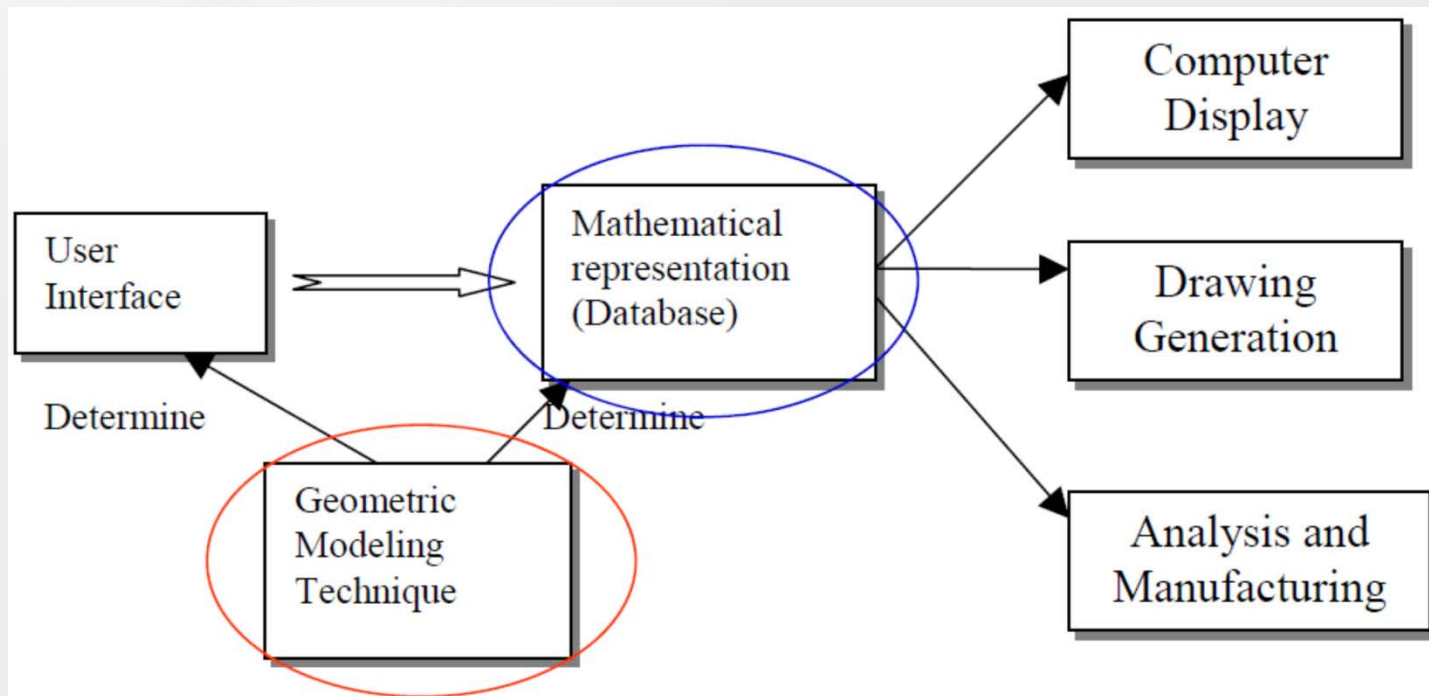 User
Interface
Determine
Geometric
Modeling
Technique
Mathematical
representation
(Database)
Determine
Computer
Display
Drawing
Generation
Analysis and
Manufacturing